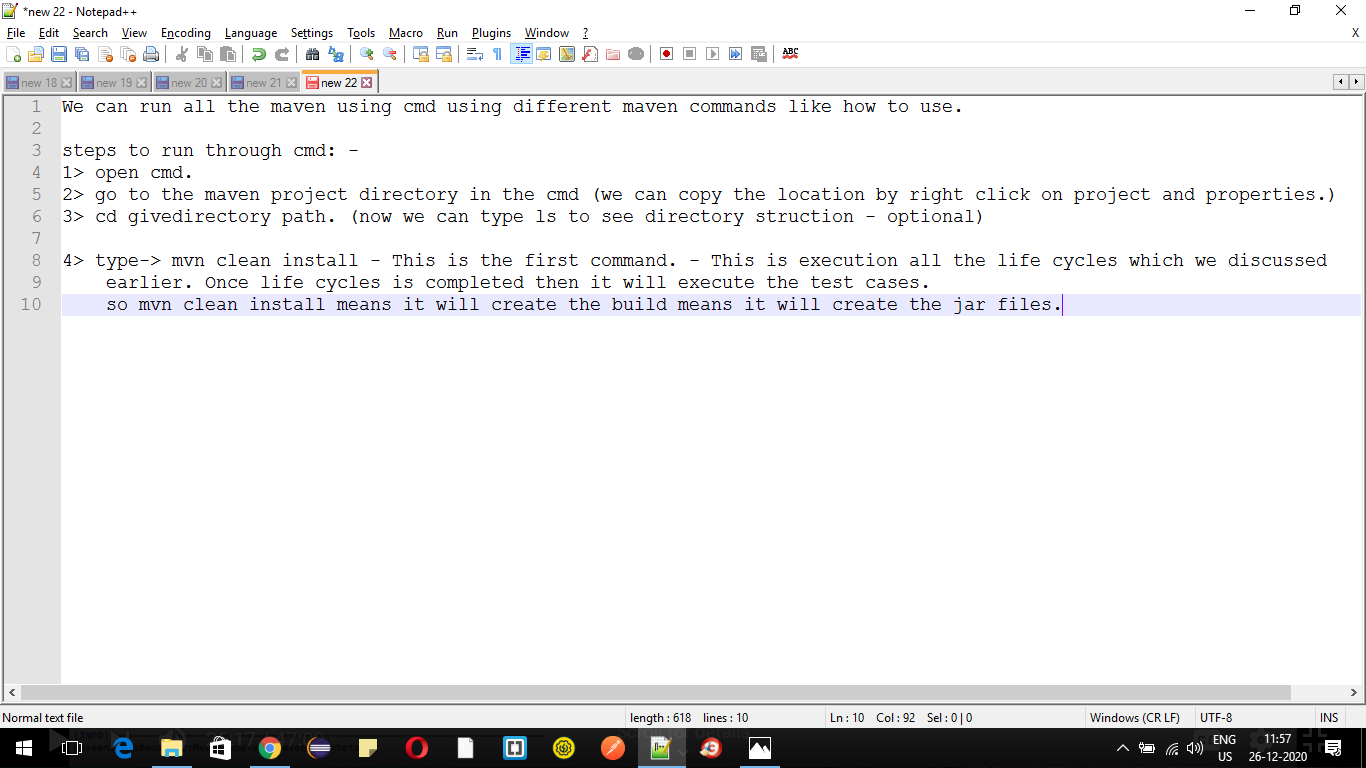 *new 22 - Notepad++
File Edit Search View Encoding Language Settings Tools Macro Run Plugins Window ? X
new 18 new 19 new 20 new 21 new 22
1 We can run all the maven using cmd using different maven commands like how to use.
2
3 steps to run through cmd: -
4 1> open cmd.
5 2> go to the maven project directory in the cmd (we can copy the location by right click on project and properties.)
6 3> cd givedirectory path. (now we can type ls to see directory struction - optional)
7
8 4> type-> mvn clean install - This is the first command. - This is execution all the life cycles which we discussed
9 earlier. Once life cycles is completed then it will execute the test cases.
10 so mvn clean install means it will create the build means it will create the jar files.
Normal text file length : 618 lines : 10 Ln : 10 Col : 92 Sel : 0 | 0 Windows (CR LF) UTF-8 INS
ENG 11:57
US 26-12-2020